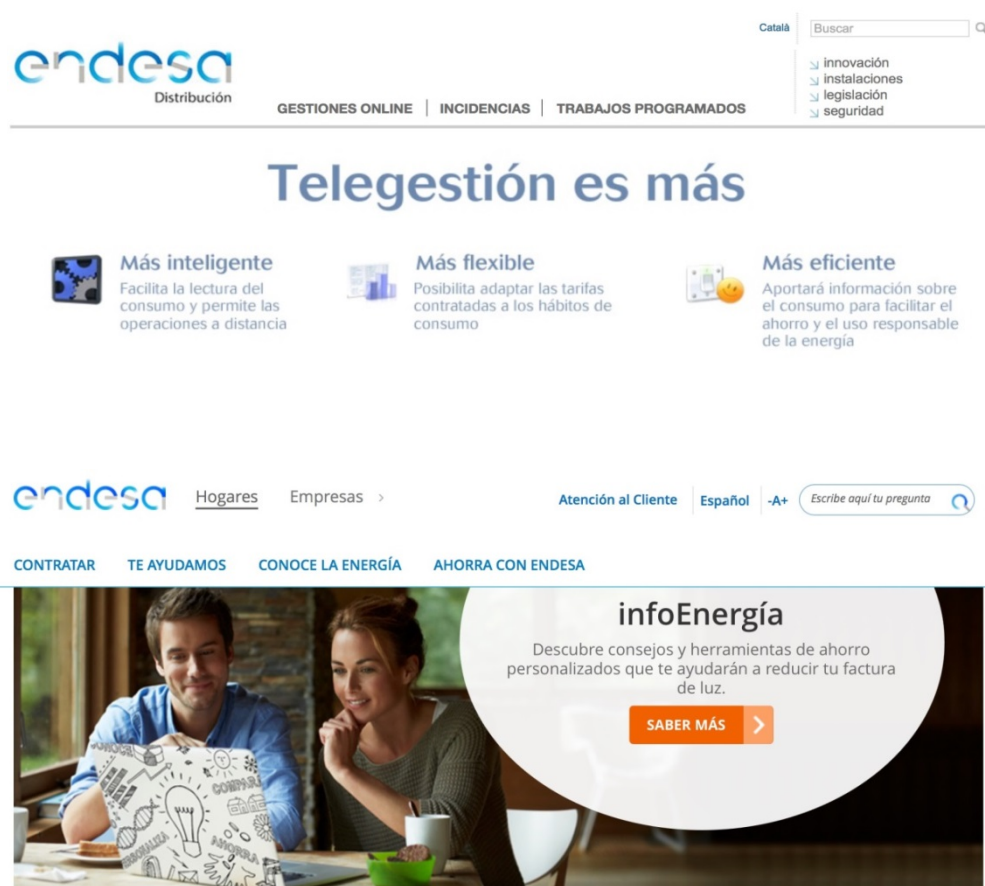 endesa
Distribución
Català
Buscar
innovación
instalaciones
legislación
seguridad
GESTIONES ONLINE | INCIDENCIAS | TRABAJOS PROGRAMADOS
Telegestión es más
Más inteligente
Facilita la lectura del
consumo y permite las
operaciones a distancia
Más flexible
Posibilita adaptar las tarifas
contratadas a los hábitos de
consumo
Más eficiente
Aportará información sobre
el consumo para facilitar el
ahorro y el uso responsable
de la energía
endesa
Hogares Empresas >
Atención al Cliente Español -A+ Escribe aquí tu pregunta
CONTRATAR TE AYUDAMOS CONOCE LA ENERGÍA AHORRA CON ENDESA
infoEnergía
Descubre consejos y herramientas de ahorro
personalizados que te ayudarán a reducir tu factura
de luz.
SABER MÁS
CONOCE
COMPARA
AHORRA